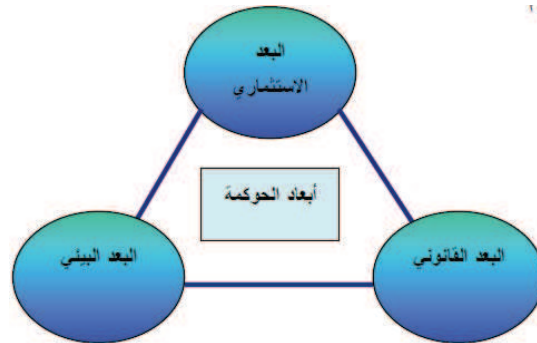 البعد
الاستثماري
أبعاد الحوكمة
البعد القانوني
البعد البيئي